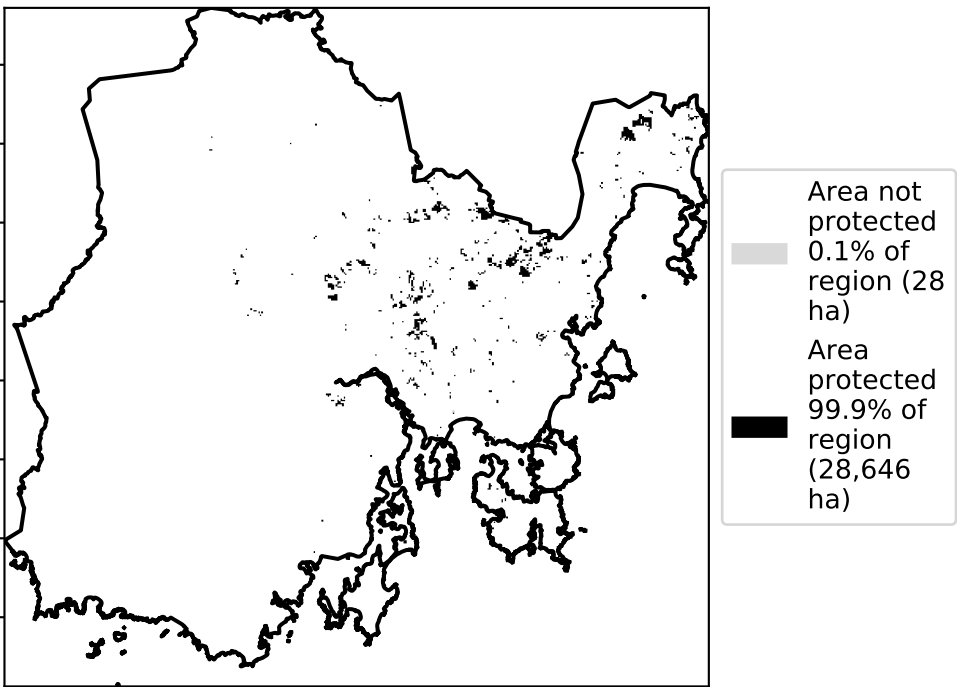 Area not
protected
0.1% of
region (28
ha)
Area
protected
99.9% of
region
(28,646
ha)